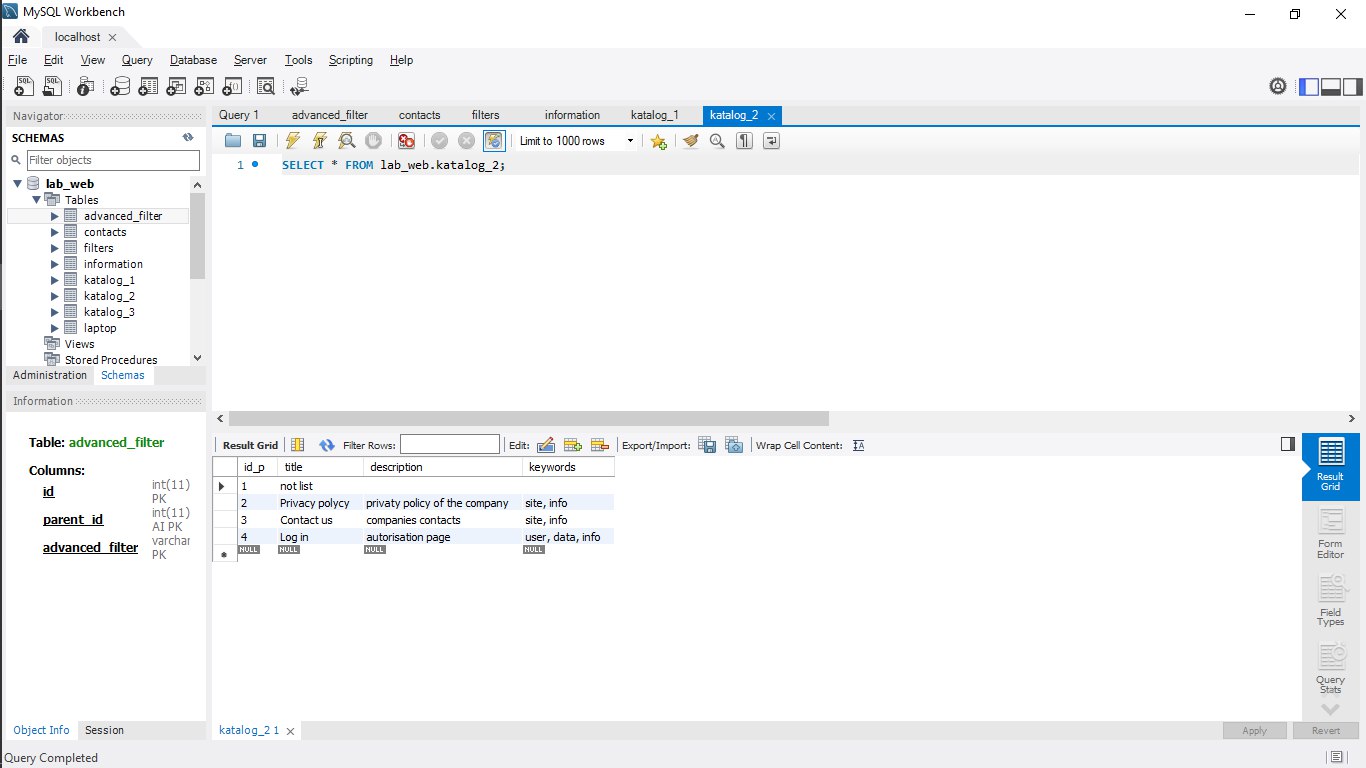 MySQL Workbench
localhost
File Edit View Query Database Server Tools Scripting Help
Navigator
SCHEMAS
Filter objects
lab_web
Tables
advanced_filter
contacts
filters
information
katalog_1
katalog_2
katalog_3
laptop
Views
Stored Procedures
Administration Schemas
Information
Table: advanced_filter
Columns:
id int(11) PK
parent_id int(11) AI PK
advanced_filter varchar PK
Object Info Session
Query 1 advanced_filter contacts filters information katalog_1 katalog_2
Limit to 1000 rows
1 SELECT * FROM lab_web.katalog_2;
Result Grid Filter Rows: Edit: Export/Import: Wrap Cell Content:
id_p title description keywords
1 not list
2 Privacy polycy privaty policy of the company site, info
3 Contact us companies contacts site, info
4 Log in autorisation page user, data, info
NULL NULL NULL NULL
Result Grid
Form Editor
Field Types
Query Stats
katalog_2 1
Apply Revert
Query Completed